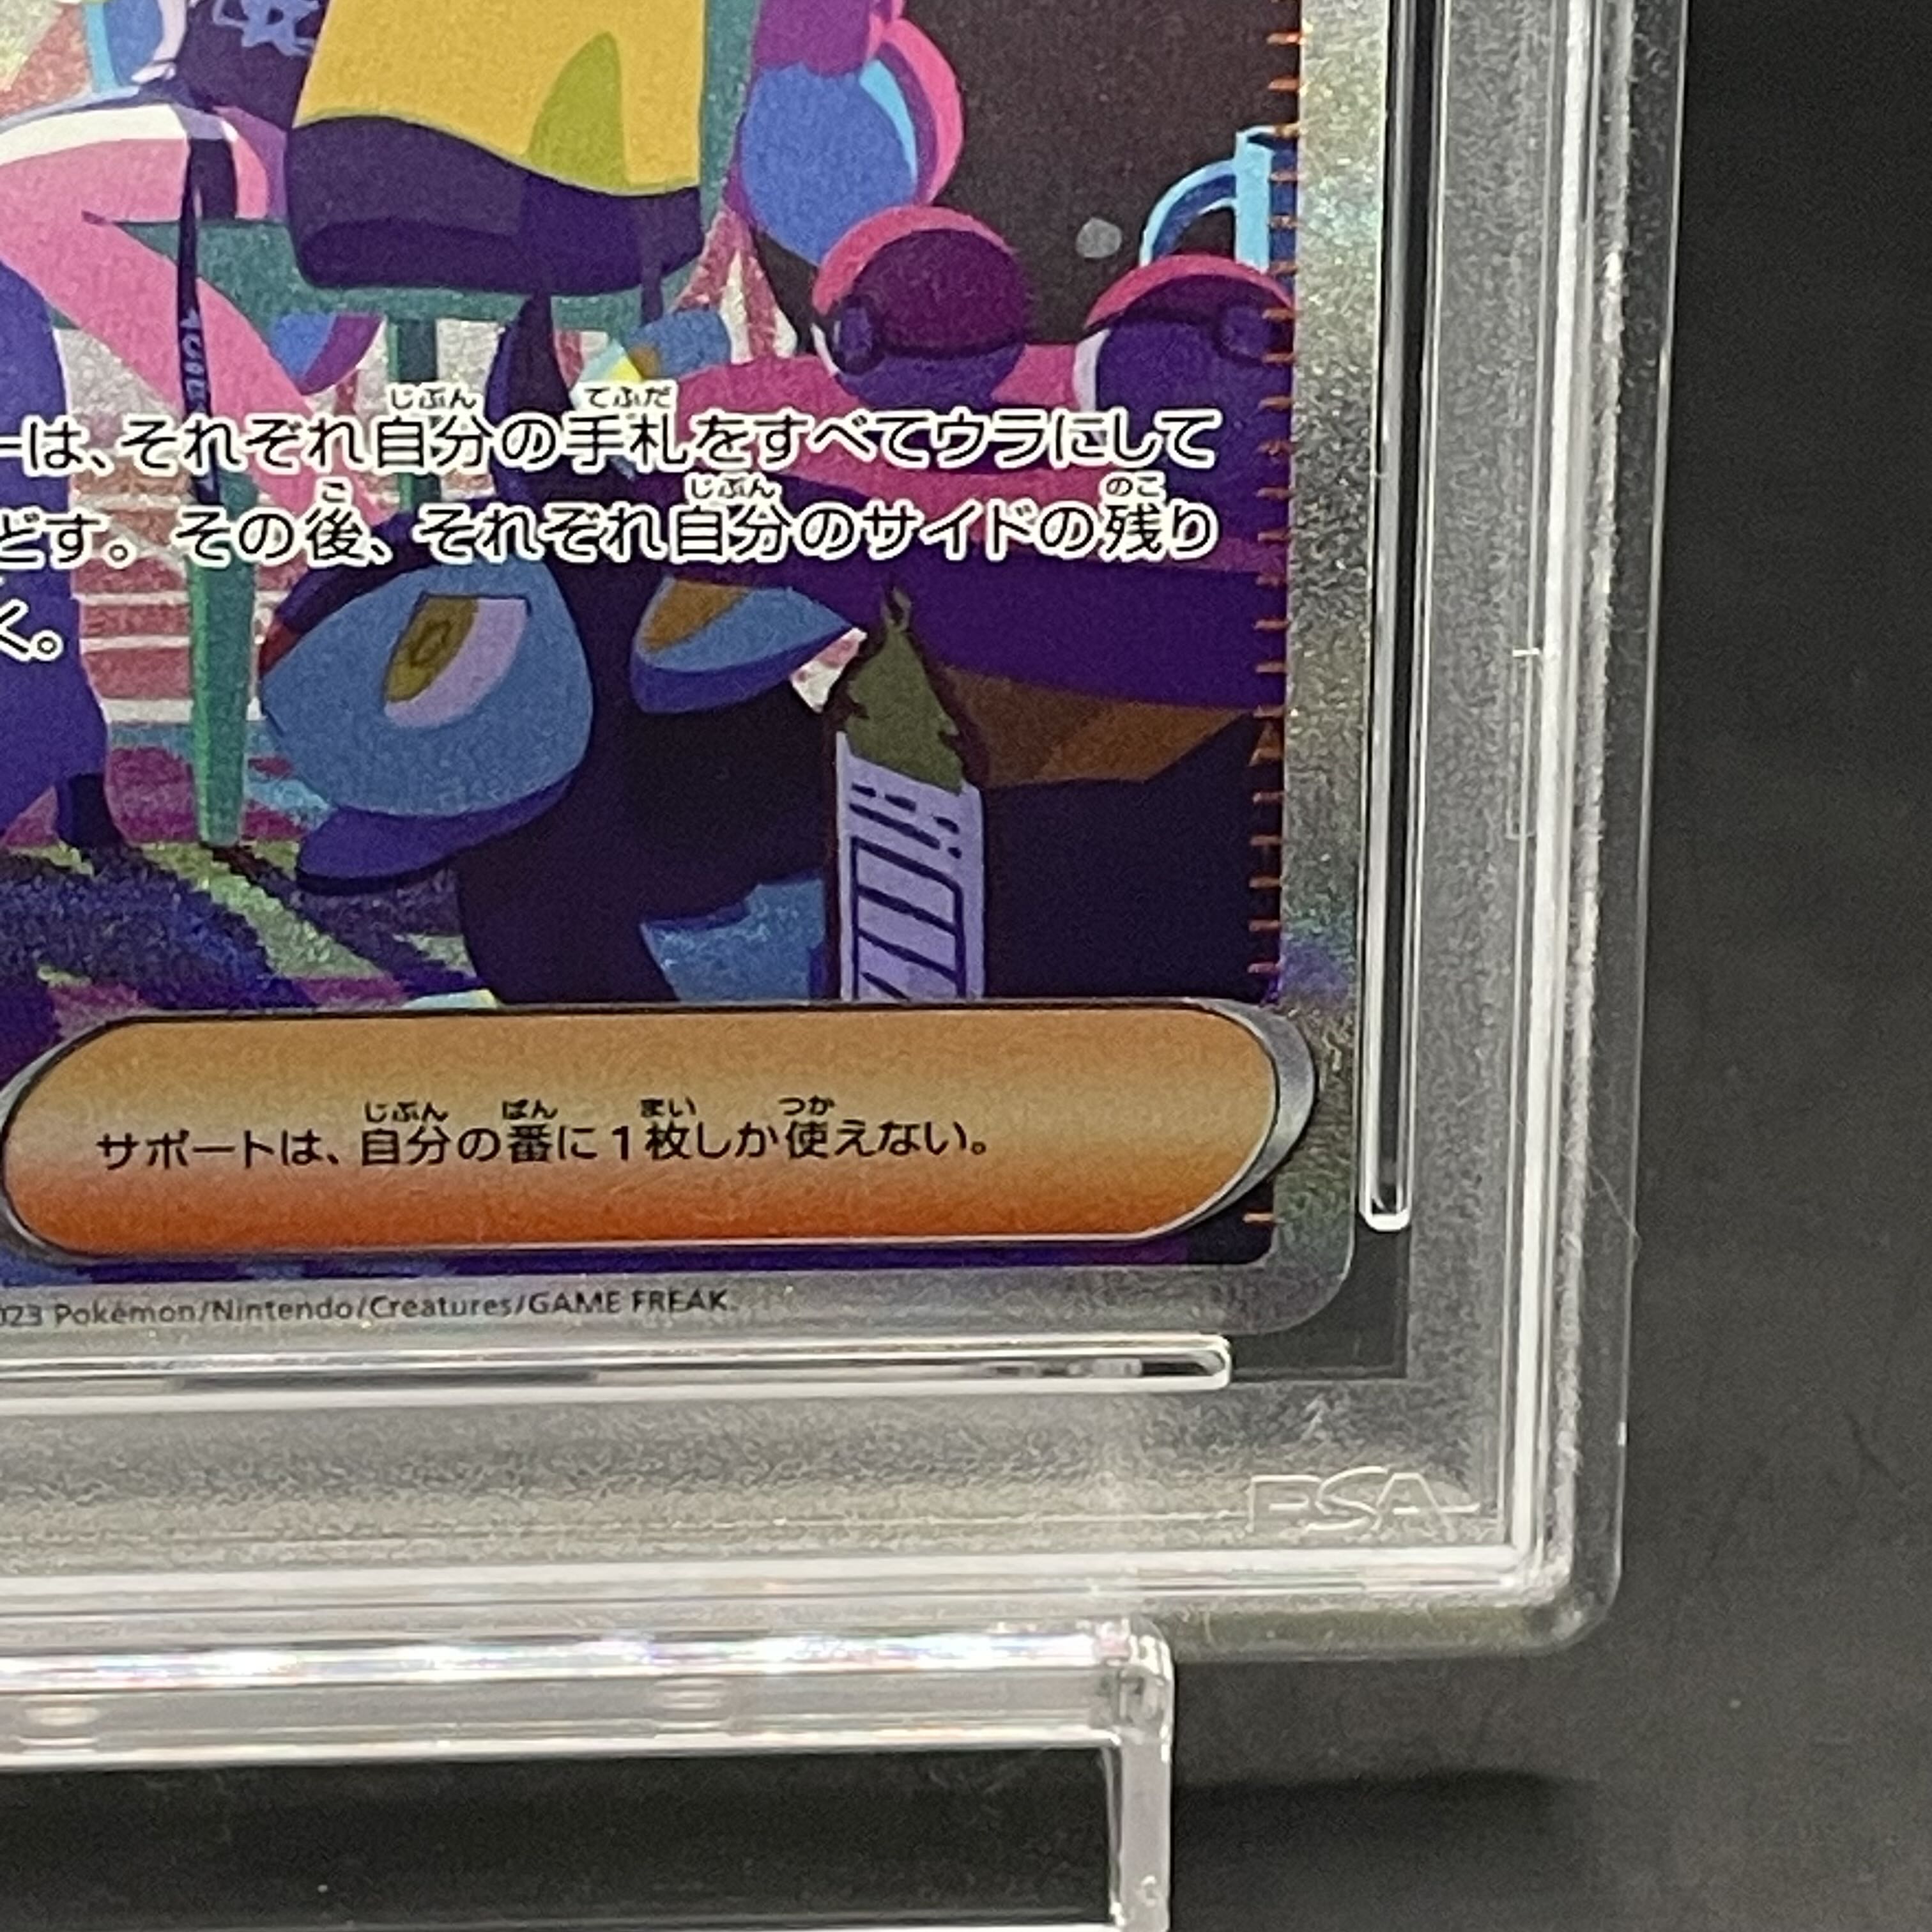 ーは、それぞれ自分の手札をすべてウラにして
どす。その後、それぞれ自分のサイドの残り
く。
サポートは、自分の番に1枚しか使えない。
023 Pokémon/Nintendo/Creatures/GAME FREAK.
PSA